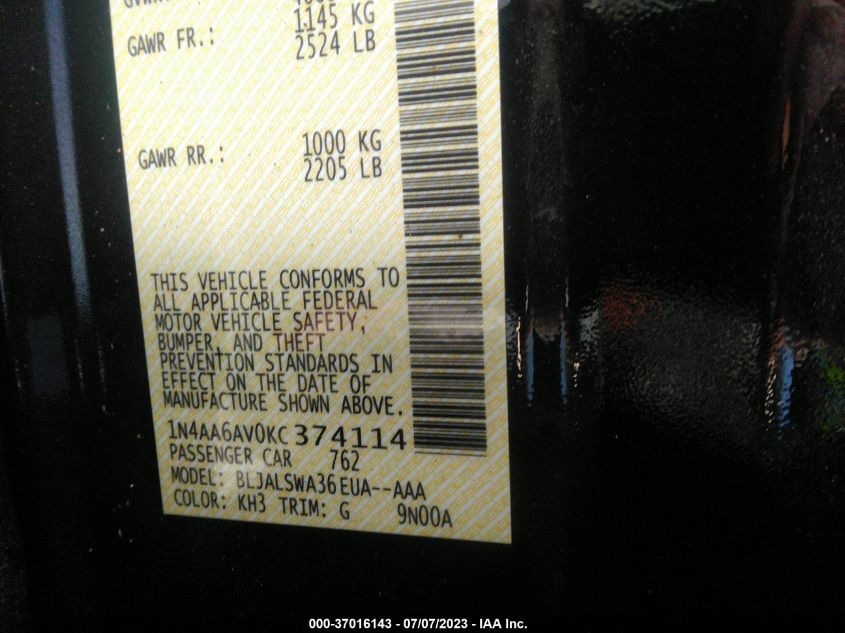 1145 KG
GAWR FR.: 2524 LB
GAWR RR.: 1000 KG
2205 LB
THIS VEHICLE CONFORMS TO
ALL APPLICABLE FEDERAL
MOTOR VEHICLE SAFETY,
BUMPER, AND THEFT
PREVENTION STANDARDS IN
EFFECT ON THE DATE OF
MANUFACTURE SHOWN ABOVE.
1N4AA6AV0KC374114
PASSENGER CAR 762
MODEL: BLJALSWA36EUA--AAA
COLOR: KH3 TRIM: G 9N00A
000-37016143 - 07/07/2023 - IAA Inc.